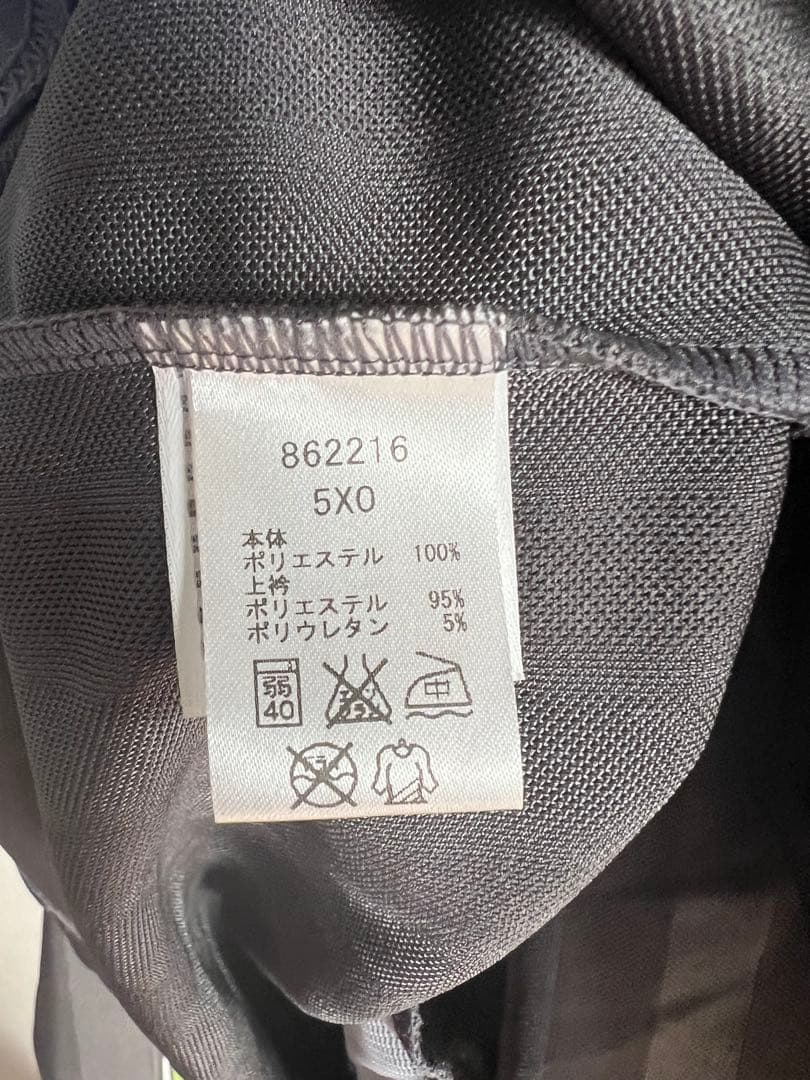 862216
5XO
本体
ポリエステル 100%
上衿
ポリエステル 95%
ポリウレタン 5%
弱 中
40